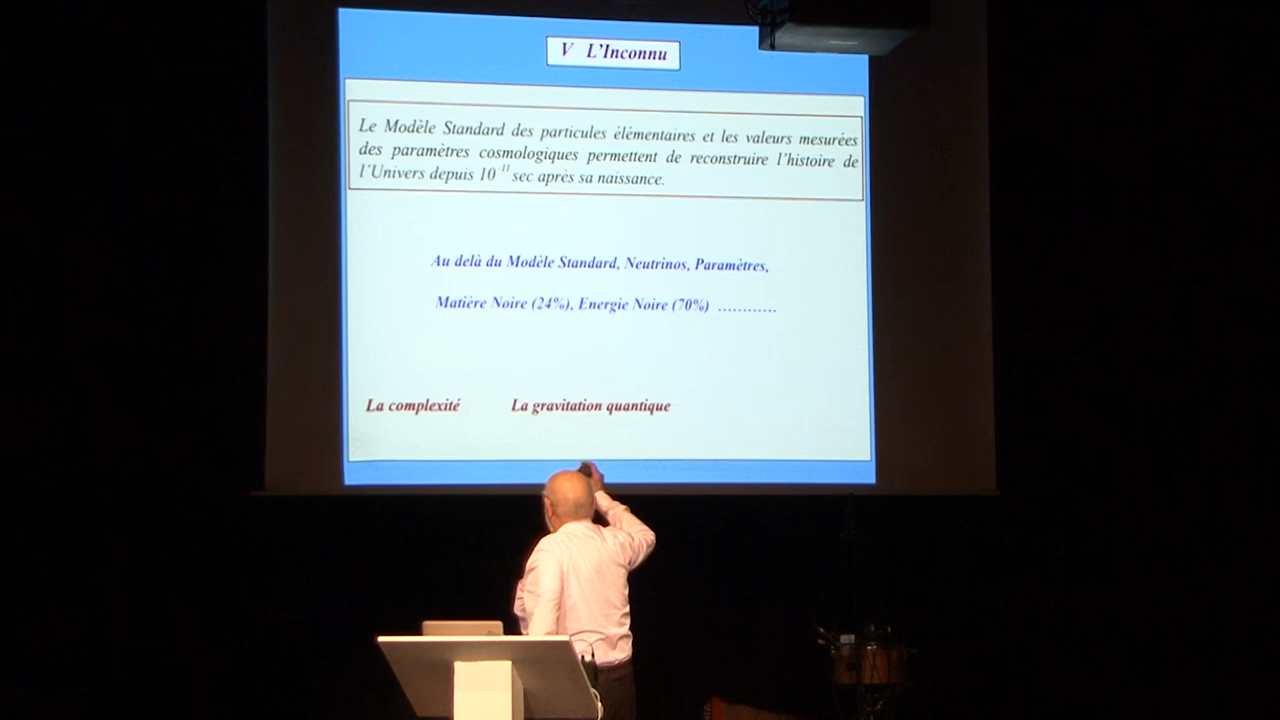 V L'Inconnu
Le Modèle Standard des particules élémentaires et les valeurs mesurées
des paramètres cosmologiques permettent de reconstruire l'histoire de
l'Univers depuis 10⁻¹¹ sec après sa naissance.
Au delà du Modèle Standard, Neutrinos, Paramètres,
Matière Noire (24%), Energie Noire (70%) ............
La complexité La gravitation quantique